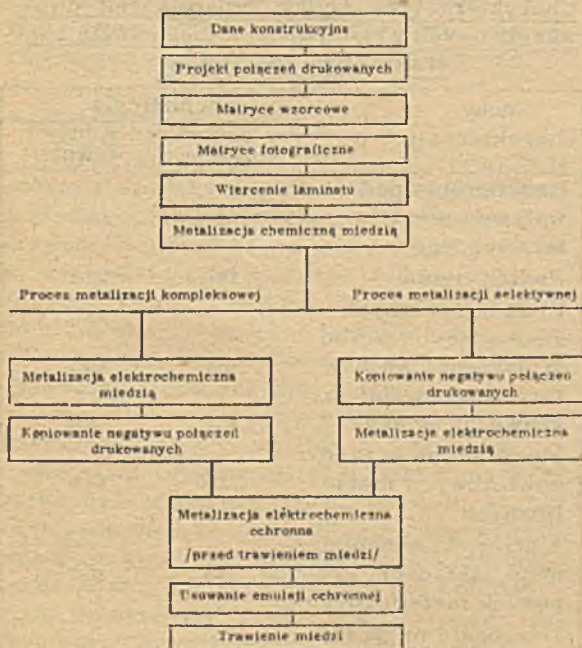 Dane konstrukcyjne
Projekt połączeń drukowanych
Matryce wzorcowe
Matryce fotograficzne
Wiercenie laminatu
Metalizacja chemiczną miedzią
Proces metalizacji kompleksowej
Proces metalizacji selektywnej
Metalizacja elektrochemiczna
miedzią
Kopiowanie negatywu połączeń
drukowanych
Kopiowanie negatywu połączeń
drukowanych
Metalizacje elektrochemiczna
miedzią
Metalizacja elektrochemiczna
ochronna
/przed trawieniem miedzi/
Usuwanie emulsji ochronnej
Trawienie miedzi